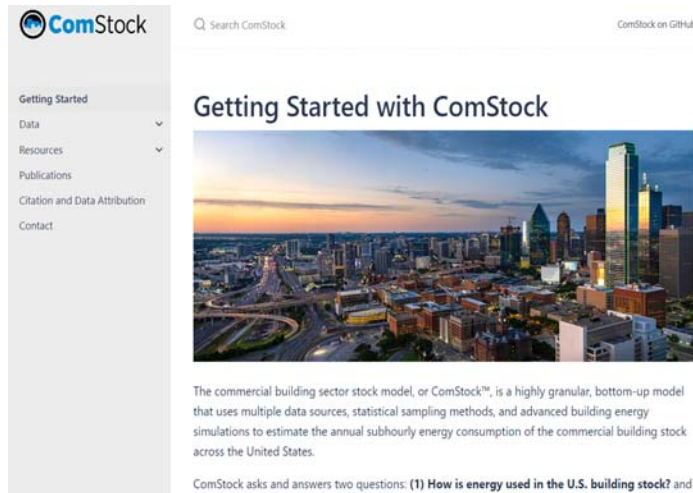 ComStock
Search ComStock
ComStock on GitHub
Getting Started
Data
Resources
Publications
Citation and Data Attribution
Contact
Getting Started with ComStock
The commercial building sector stock model, or ComStock™, is a highly granular, bottom-up model
that uses multiple data sources, statistical sampling methods, and advanced building energy
simulations to estimate the annual subhourly energy consumption of the commercial building stock
across the United States.
ComStock asks and answers two questions: (1) How is energy used in the U.S. building stock? and